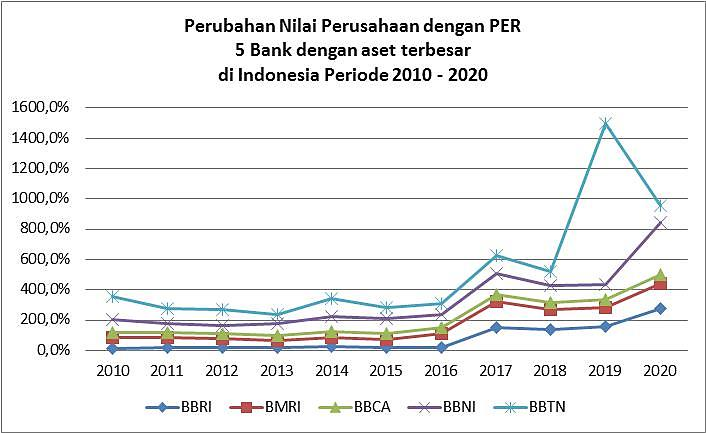 Perubahan Nilai Perusahaan dengan PER
5 Bank dengan aset terbesar
di Indonesia Periode 2010 - 2020
1600,0%
1400,0%
1200,0%
1000,0%
800,0%
600,0%
400,0%
200,0%
0,0%
2010 2011 2012 2013 2014 2015 2016 2017 2018 2019 2020
BBRI BMRI BBCA BBNI BBTN